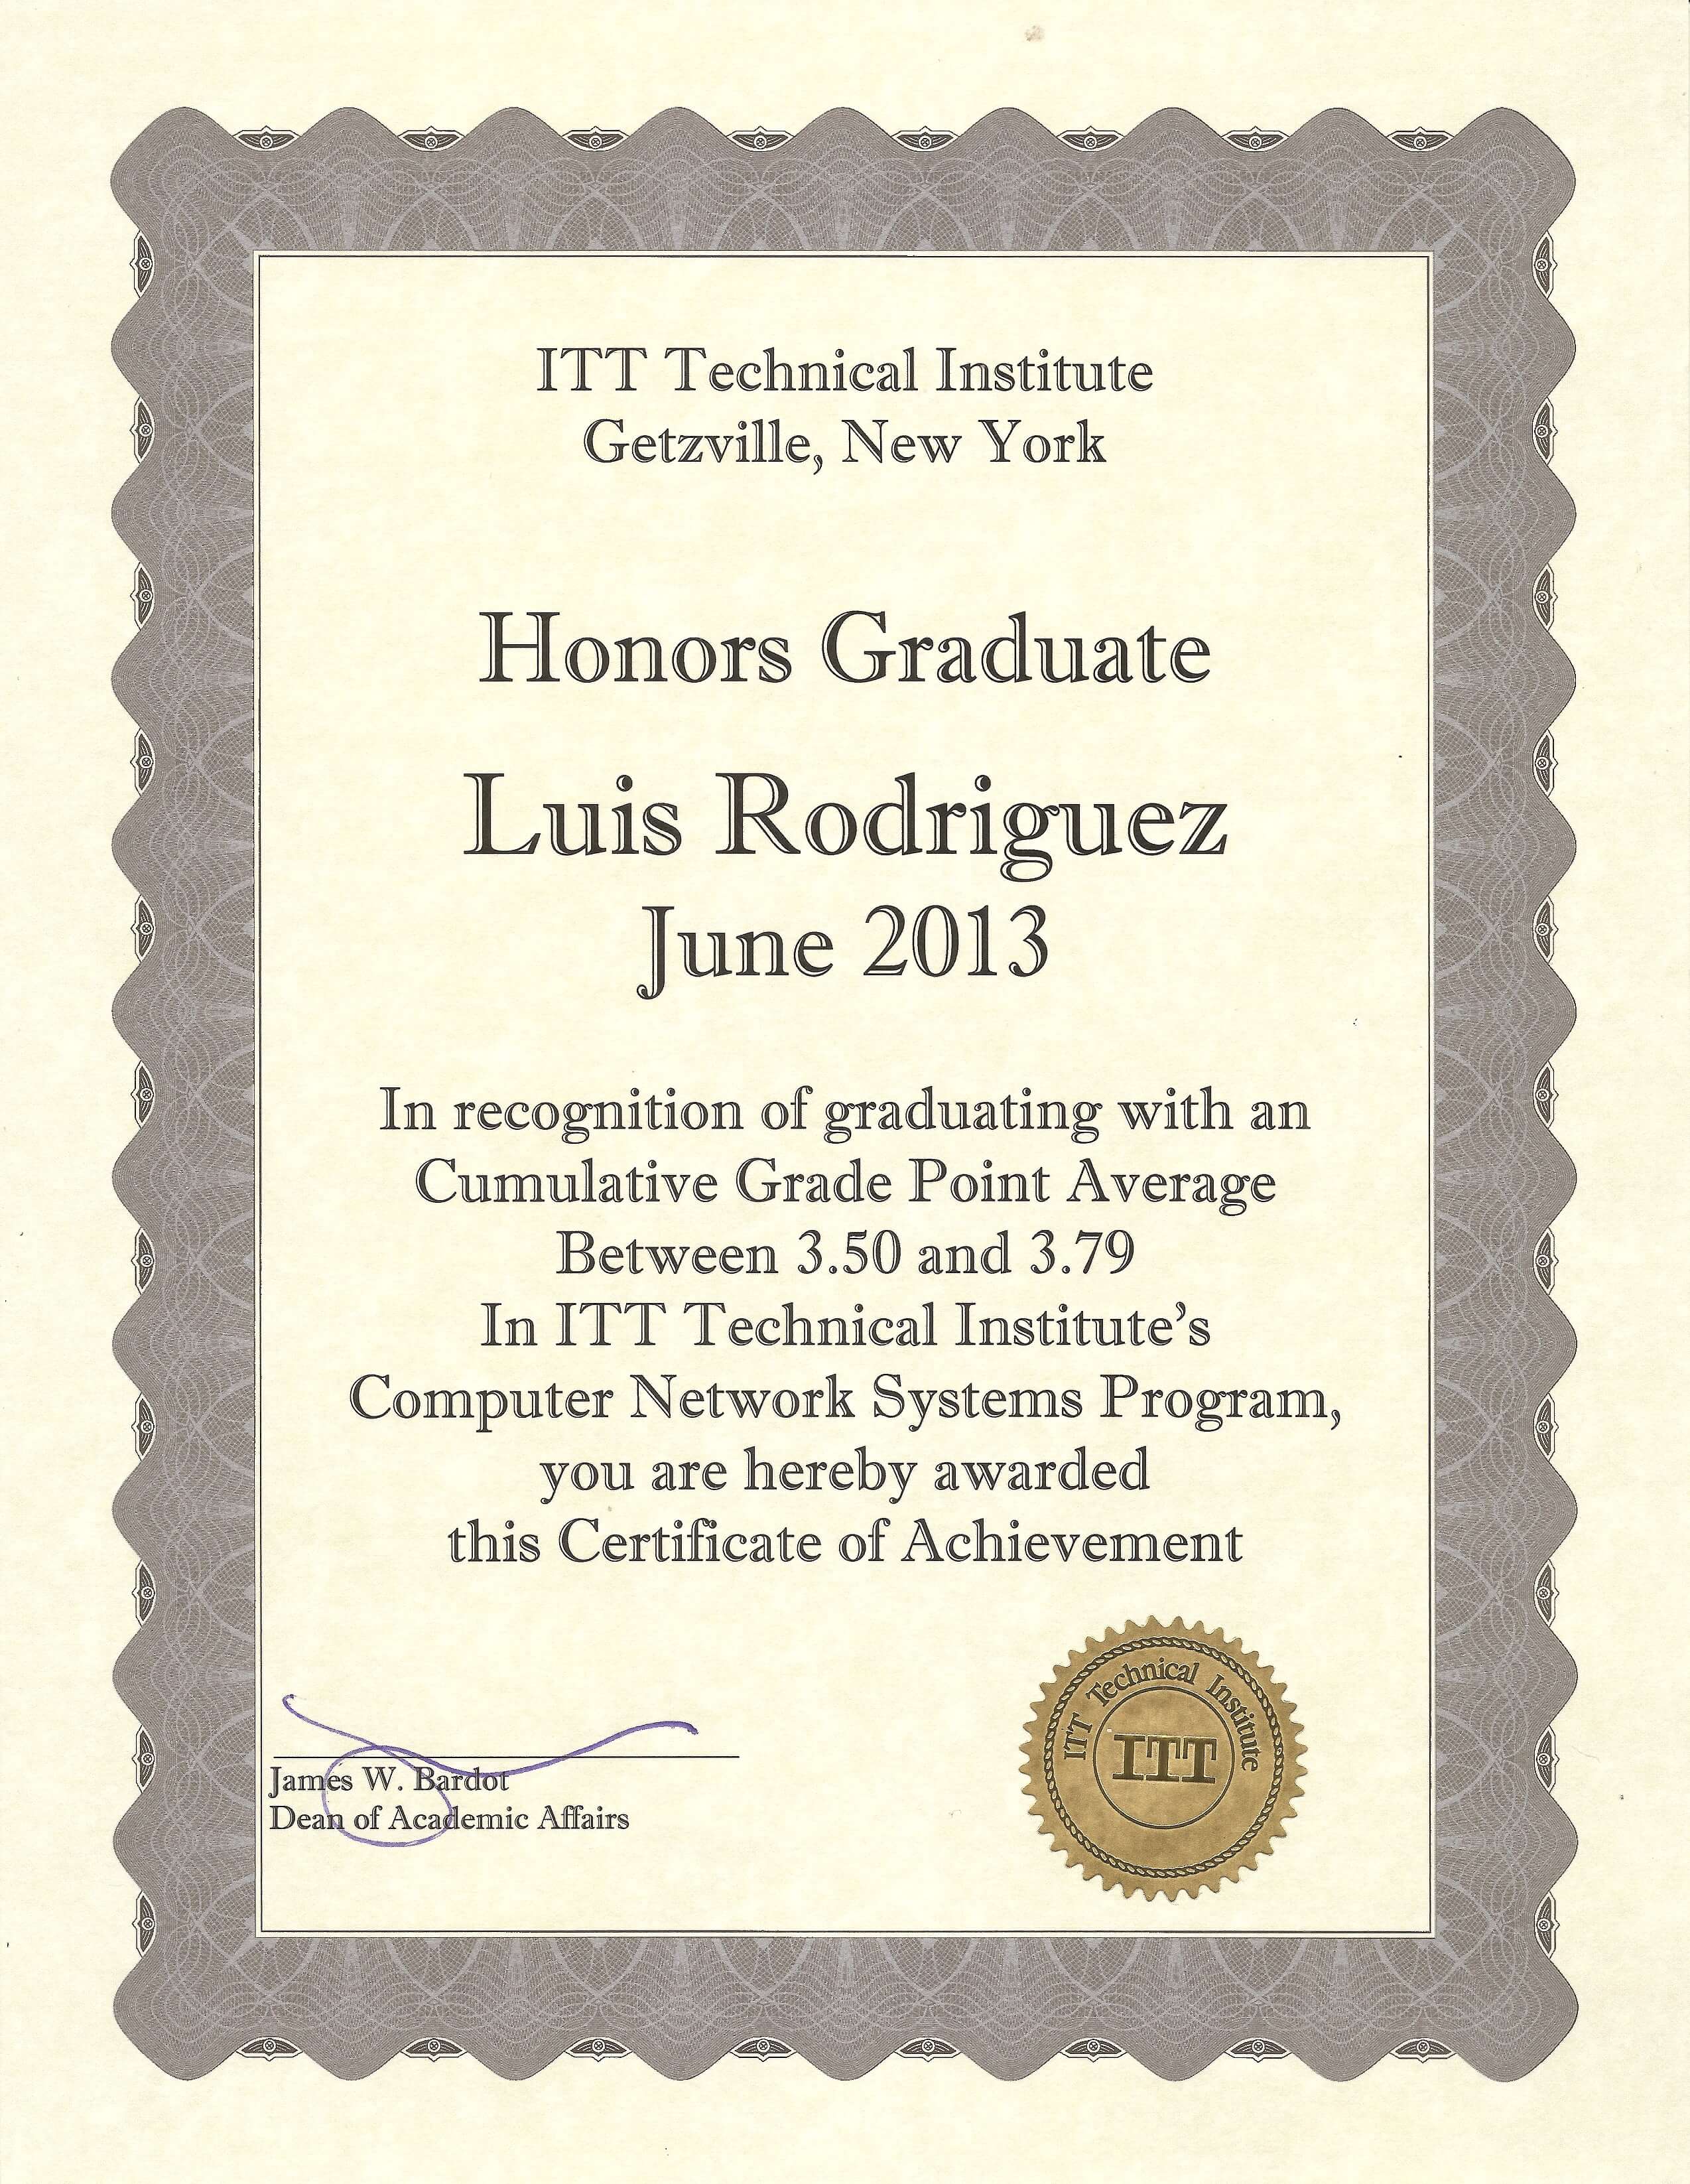 ITT Technical Institute
Getzville, New York
Honors Graduate
Luis Rodriguez
June 2013
In recognition of graduating with an
Cumulative Grade Point Average
Between 3.50 and 3.79
In ITT Technical Institute’s
Computer Network Systems Program,
you are hereby awarded
this Certificate of Achievement
James W. Bardot
Dean of Academic Affairs
ITT Technical Institute
ITT